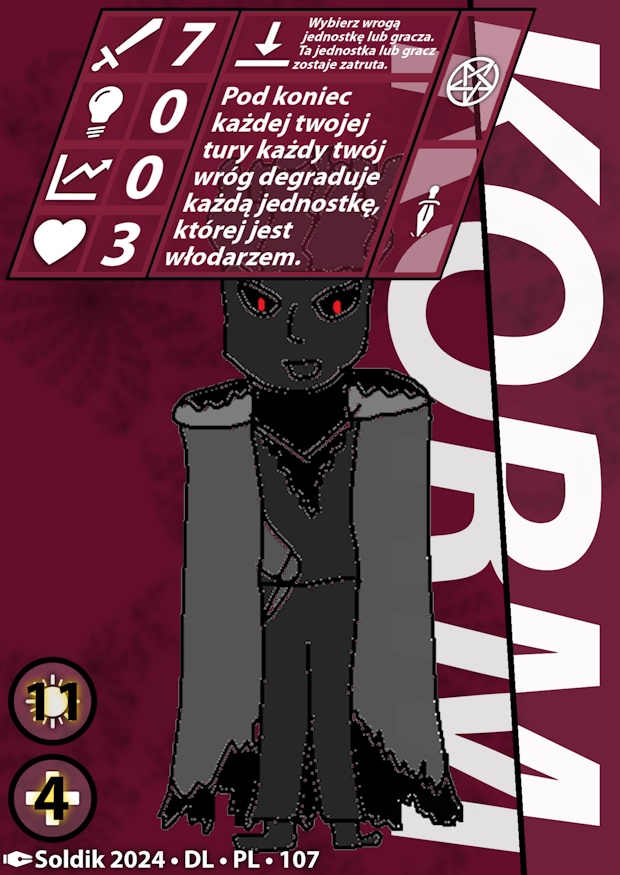 7
0
0
3
Wybierz wrogą
jednostkę lub gracza.
Ta jednostka lub gracz
zostaje zatruta.
Pod koniec
każdej twojej
tury każdy twój
wróg degraduje
każdą jednostkę,
której jest
włodarzem.
KORM
11
4
Soldik 2024 • DL • PL • 107